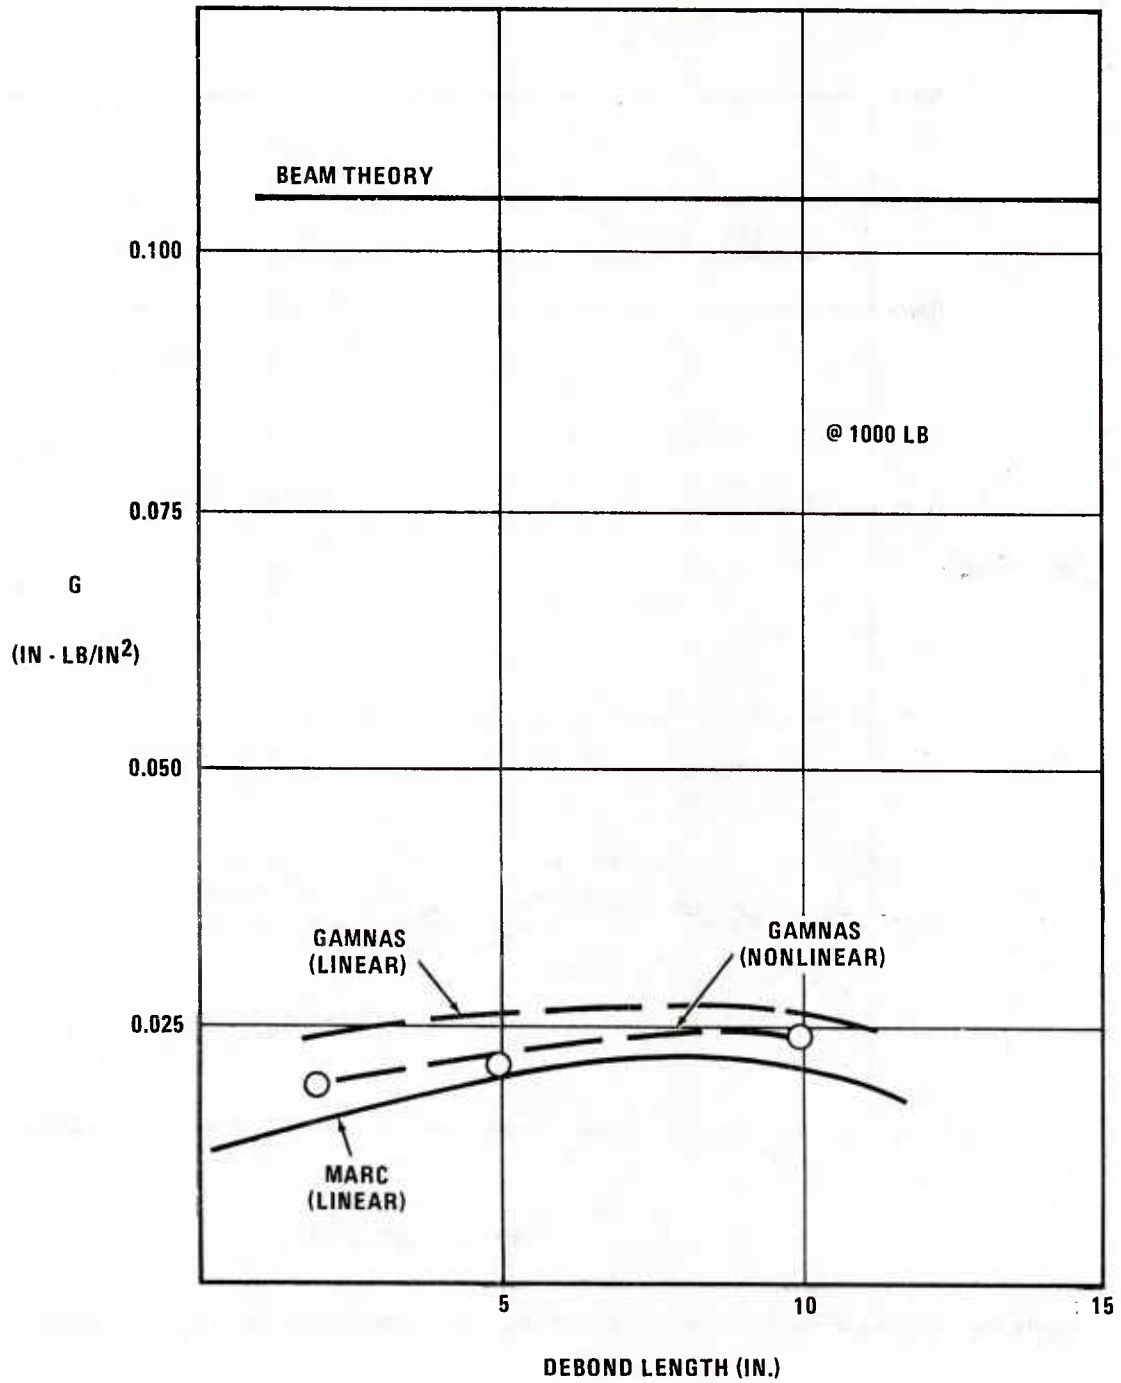 BEAM THEORY
0.100
@ 1000 LB
0.075
G
(IN - LB/IN²)
0.050
GAMNAS
(LINEAR)
GAMNAS
(NONLINEAR)
0.025
MARC
(LINEAR)
5
10
15
DEBOND LENGTH (IN.)